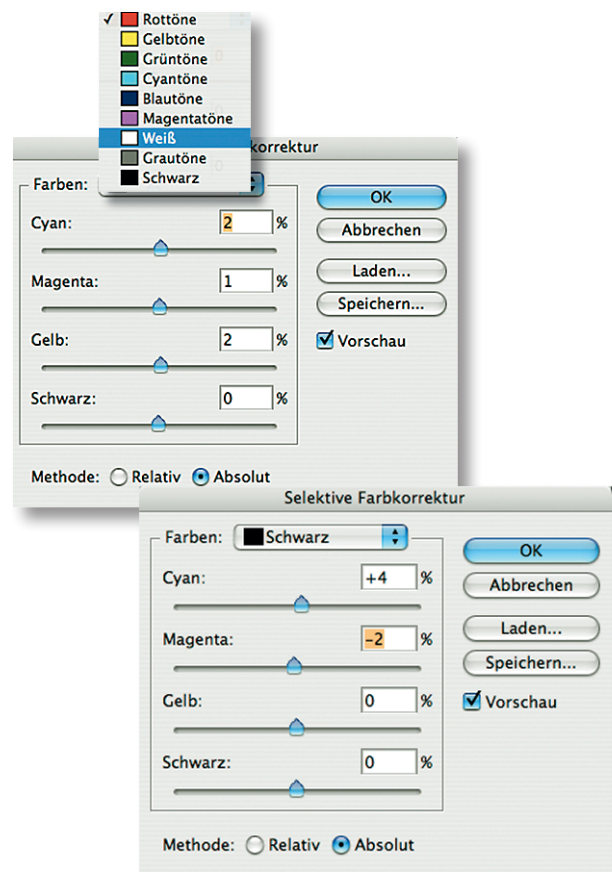 ✓ Rottöne
Gelbtöne
Grüntöne
Cyantöne
Blautöne
Magentatöne
Weiß
Grautöne
Schwarz
korrektur
Farben:
Cyan: 2 %
Magenta: 1 %
Gelb: 2 %
Schwarz: 0 %
Methode: Relativ Absolut
OK
Abbrechen
Laden...
Speichern...
Vorschau
Selektive Farbkorrektur
Farben: Schwarz
Cyan: +4 %
Magenta: -2 %
Gelb: 0 %
Schwarz: 0 %
Methode: Relativ Absolut
OK
Abbrechen
Laden...
Speichern...
Vorschau